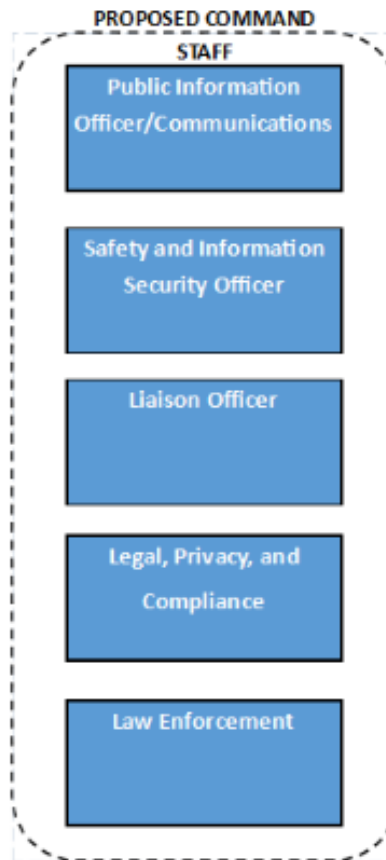 PROPOSED COMMAND
STAFF
Public Information
Officer/Communications
Safety and Information
Security Officer
Liaison Officer
Legal, Privacy, and
Compliance
Law Enforcement